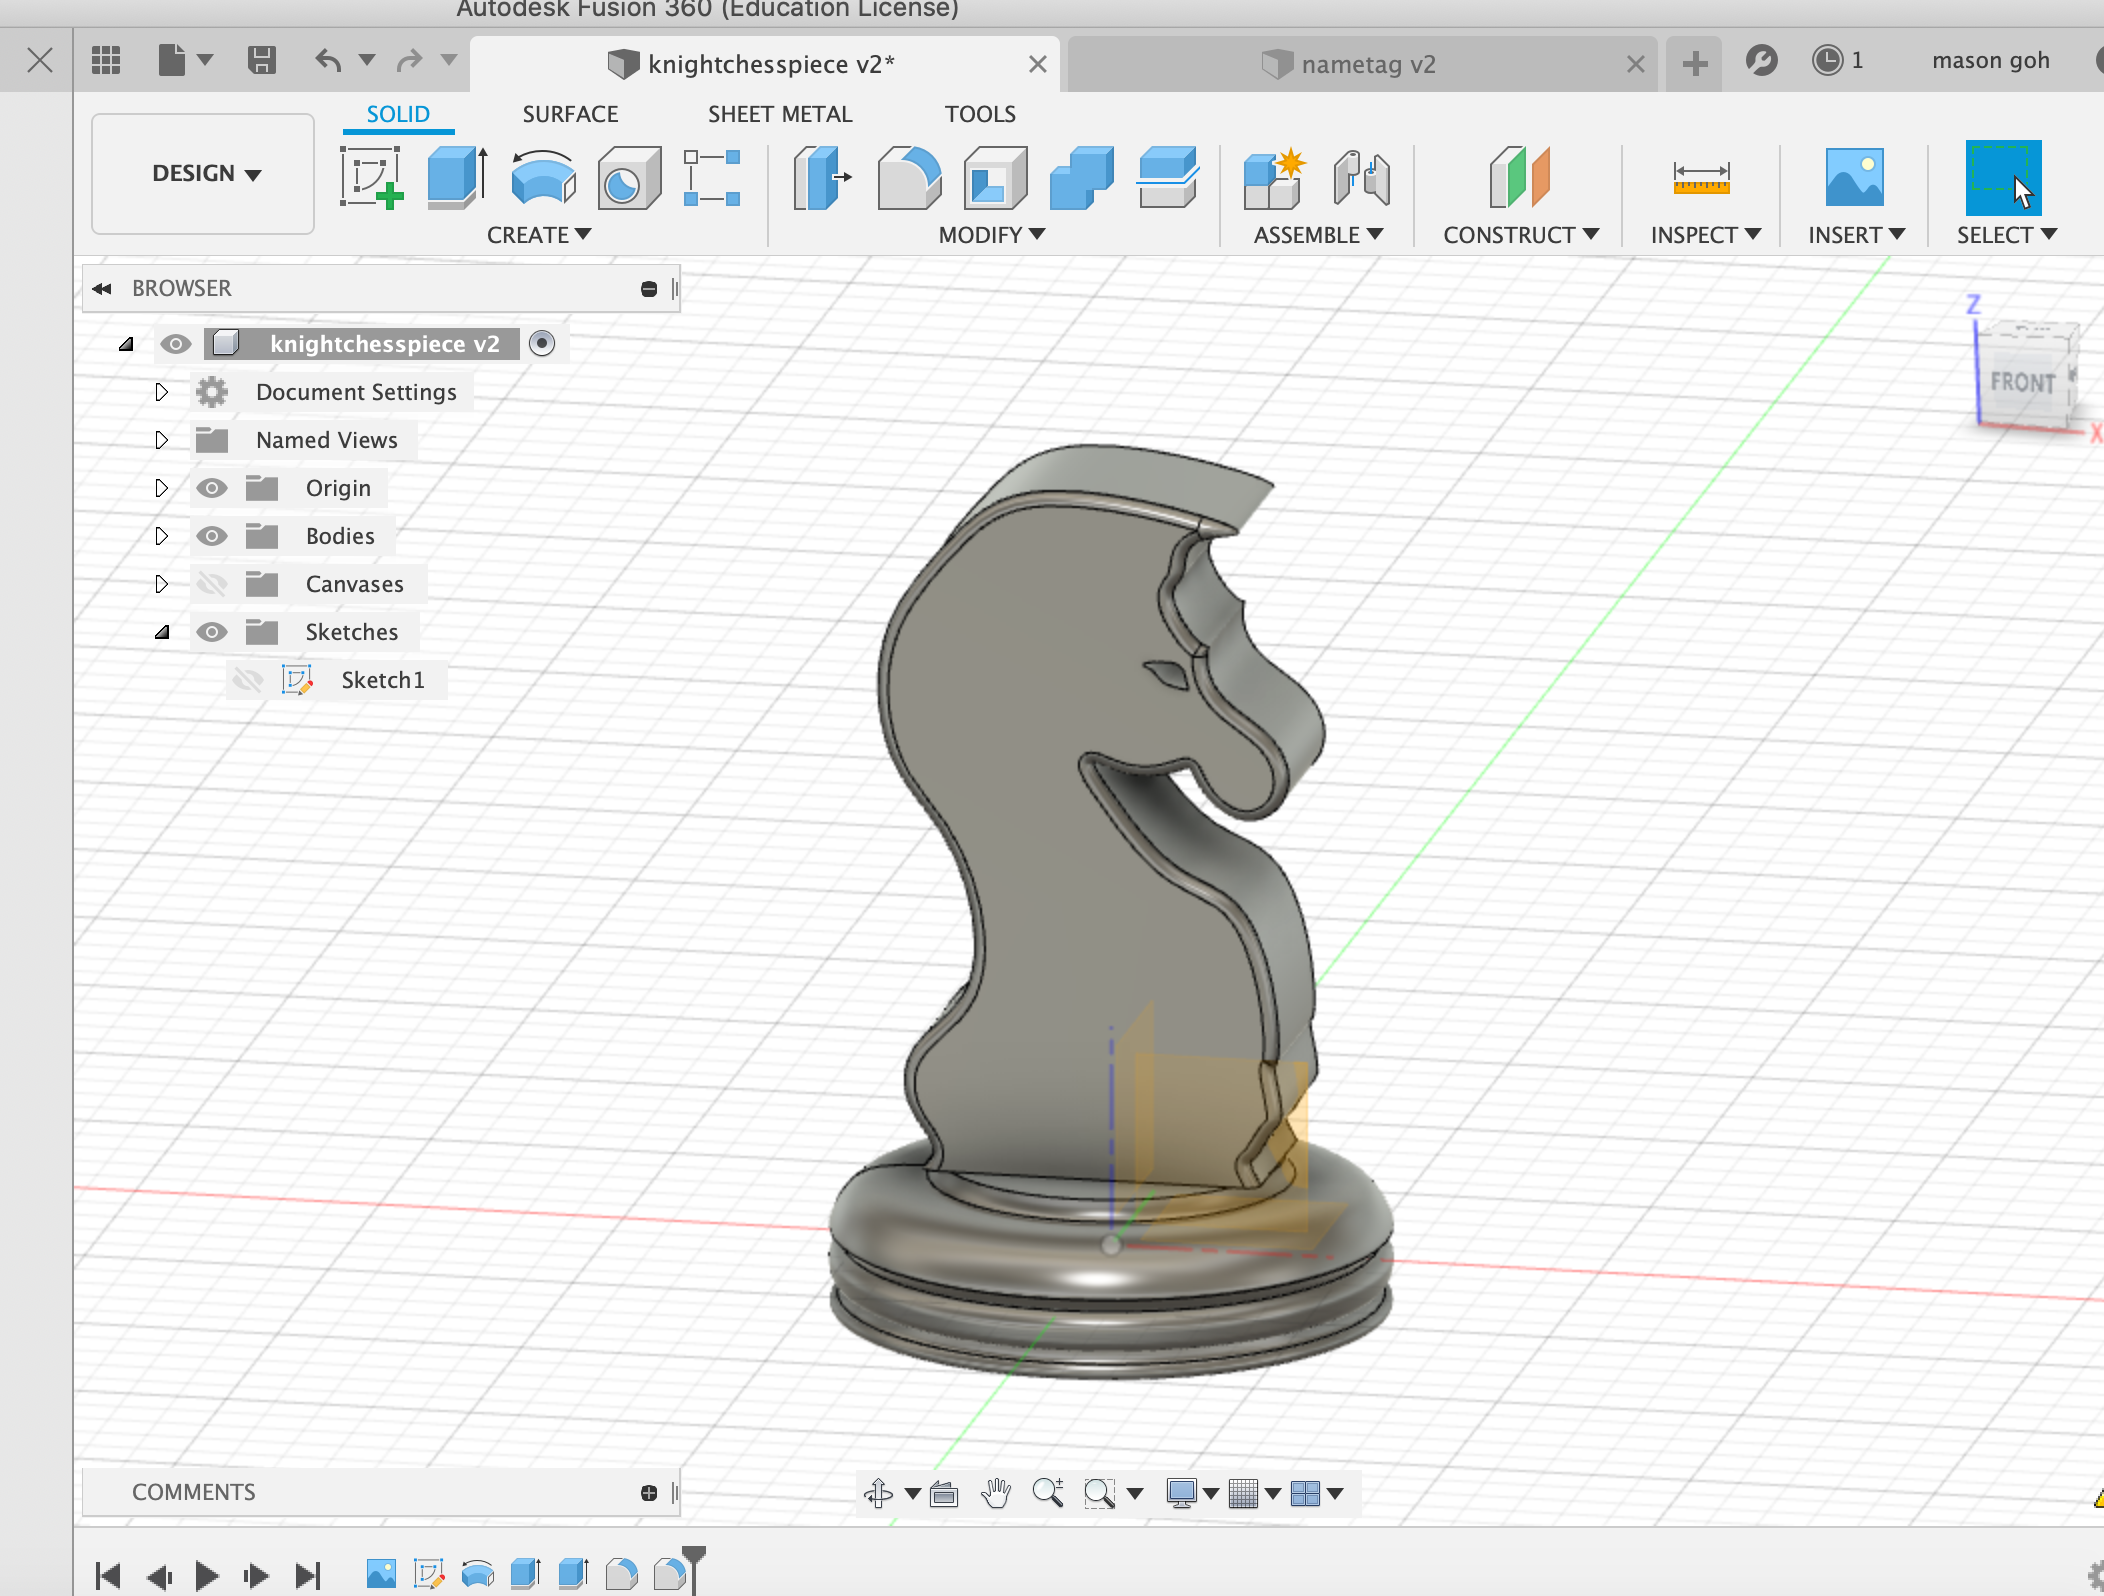 Autodesk Fusion 360 (Education License)
knightchesspiece v2*
nametag v2
1
mason goh
DESIGN
SOLID
SURFACE
SHEET METAL
TOOLS
CREATE
MODIFY
ASSEMBLE
CONSTRUCT
INSPECT
INSERT
SELECT
BROWSER
knightchesspiece v2
Document Settings
Named Views
Origin
Bodies
Canvases
Sketches
Sketch1
Z
FRONT
X
COMMENTS